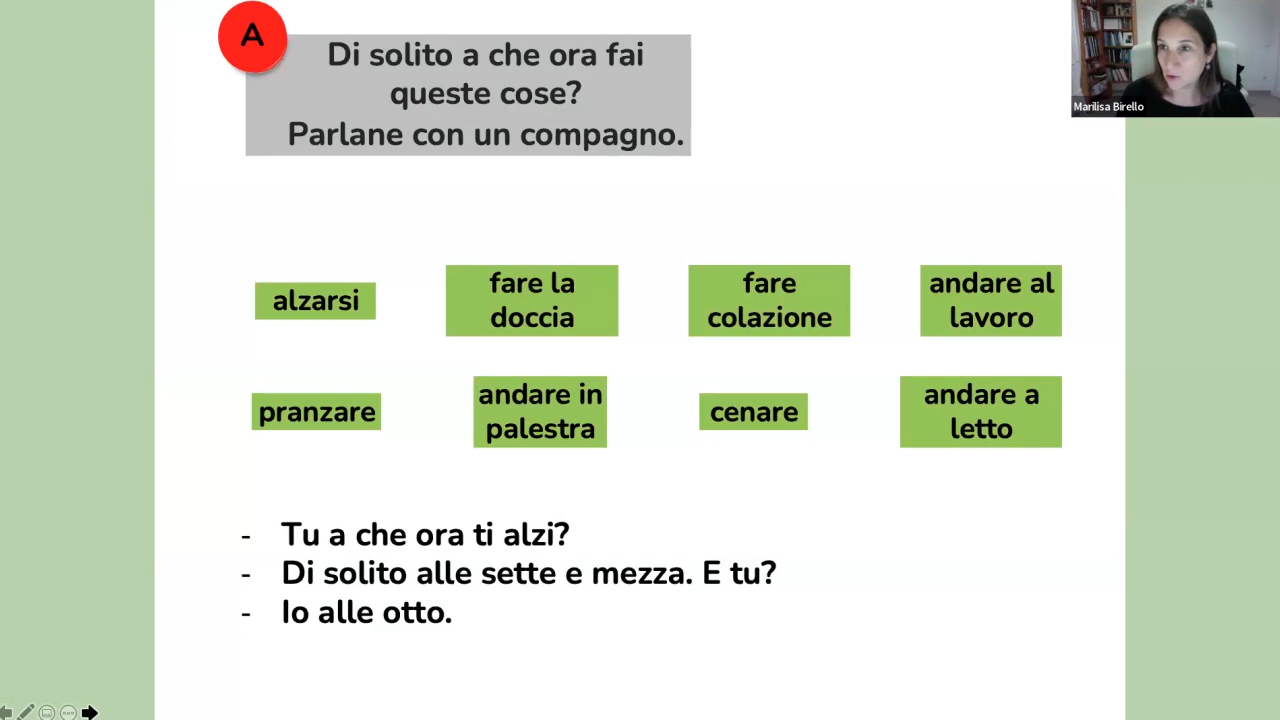 A
Di solito a che ora fai
queste cose?
Parlane con un compagno.
Marilisa Birello
alzarsi
fare la
doccia
fare
colazione
andare al
lavoro
pranzare
andare in
palestra
cenare
andare a
letto
- Tu a che ora ti alzi?
- Di solito alle sette e mezza. E tu?
- Io alle otto.